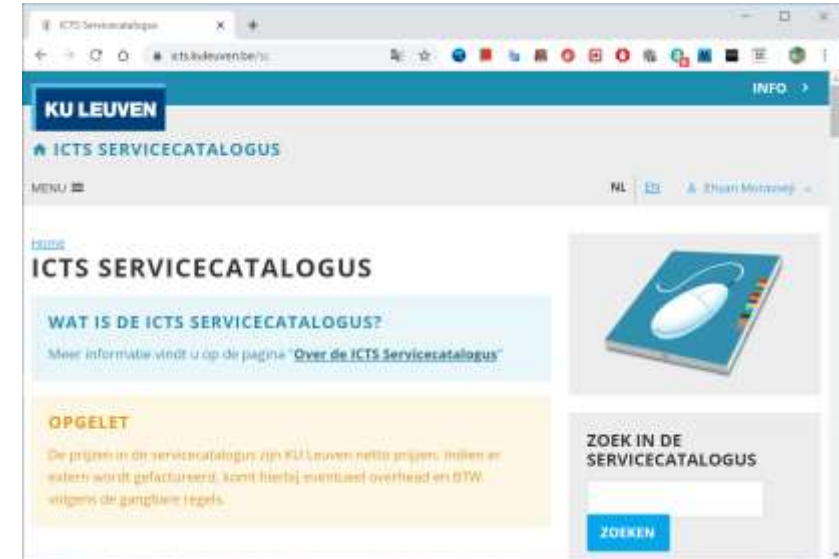 ICTS Servicecatalogus
icts.kuleuven.be/sc
INFO >
KU LEUVEN
ICTS SERVICECATALOGUS
MENU
NL EN Ehsan
Home
ICTS SERVICECATALOGUS
WAT IS DE ICTS SERVICECATALOGUS?
Meer informatie vindt u op de pagina "Over de ICTS Servicecatalogus"
OPGELET
De prijzen in de servicecatalogus zijn KU Leuven netto prijzen. Indien er
extern wordt gefactureerd, komt hierbij eventueel overhead en BTW
volgens de gangbare regels.
ZOEK IN DE
SERVICECATALOGUS
ZOEKEN